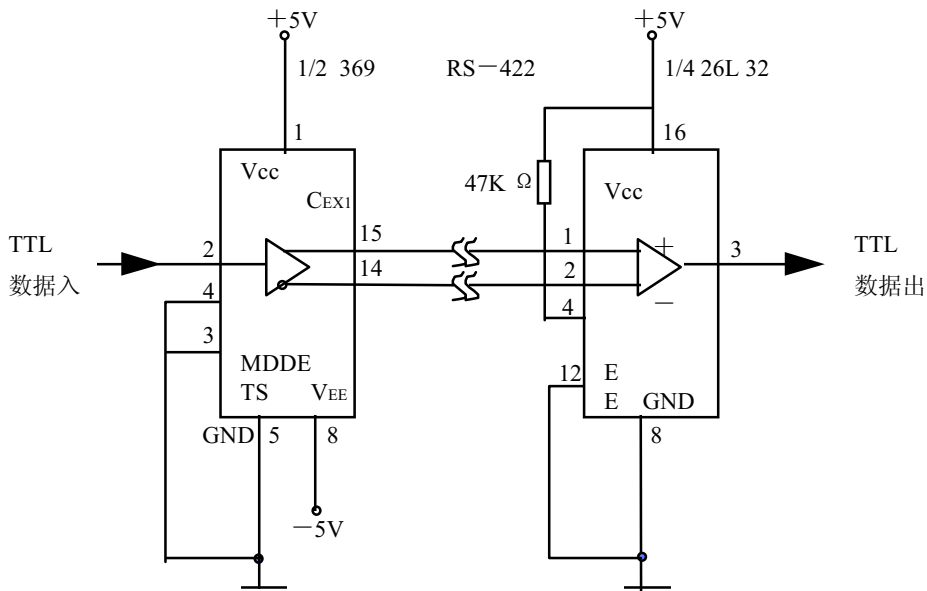 +5V
+5V
1/2 369
RS-422
1/4 26L 32
1
16
Vcc
CEX1
47K Ω
Vcc
TTL
数据入
2
15
14
1
2
+
−
3
TTL
数据出
4
3
4
MDDE
TS
VEE
12
E
E
GND
GND
5
8
8
−5V